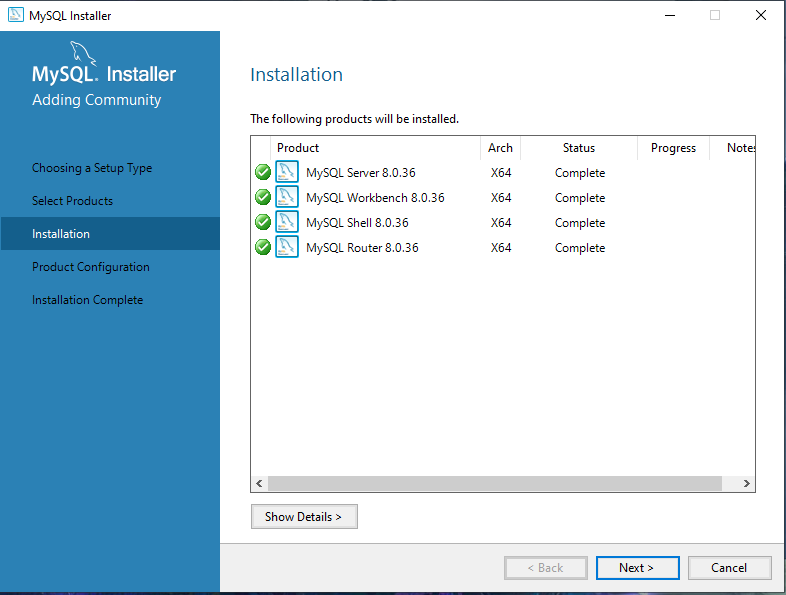 MySQL Installer
MySQL. Installer
Adding Community
Choosing a Setup Type
Select Products
Installation
Product Configuration
Installation Complete
Installation
The following products will be installed.
Product Arch Status Progress Notes
MySQL Server 8.0.36 X64 Complete
MySQL Workbench 8.0.36 X64 Complete
MySQL Shell 8.0.36 X64 Complete
MySQL Router 8.0.36 X64 Complete
Show Details >
< Back Next > Cancel